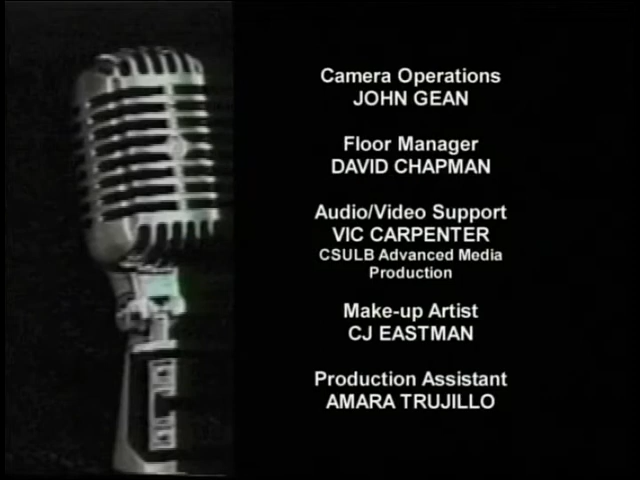 Camera Operations
JOHN GEAN
Floor Manager
DAVID CHAPMAN
Audio/Video Support
VIC CARPENTER
CSULB Advanced Media
Production
Make-up Artist
CJ EASTMAN
Production Assistant
AMARA TRUJILLO